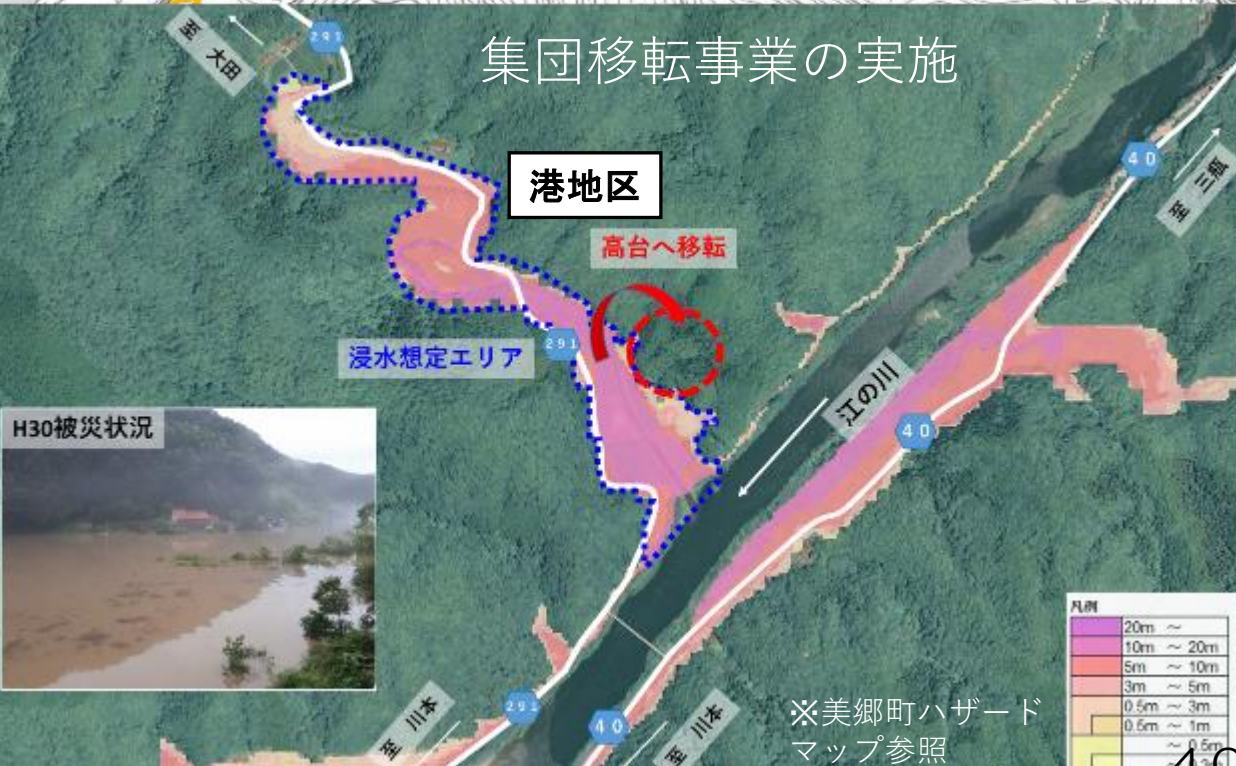 集団移転事業の実施
至 大田
291
港地区
40
至 三瓶
高台へ移転
浸水想定エリア
291
江の川
40
H30被災状況
凡例
20m ~
10m ~ 20m
5m ~ 10m
3m ~ 5m
0.5m ~ 3m
0.5m ~ 1m
~ 0.5m
291
40
至 川本
至 川本
※美郷町ハザード
マップ参照